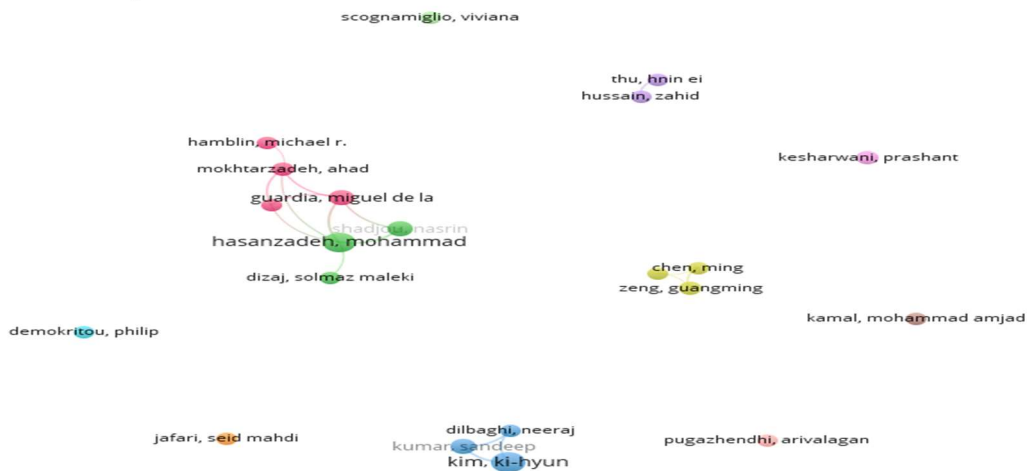 scognamiglio, viviana
thu, hnin ei
hussain, zahid
hamblin, michael r.
kesharwani, prashant
mokhtarzadeh, ahad
guardia, miguel de la
shadjou, nasrin
hasanzadeh, mohammad
chen, ming
dizaj, solmaz maleki
zeng, guangming
kamal, mohammad amjad
demokritou, philip
dilbaghi, neeraj
jafari, seid mahdi
pugazhendhi, arivalagan
kumar, sandeep
kim, ki-hyun